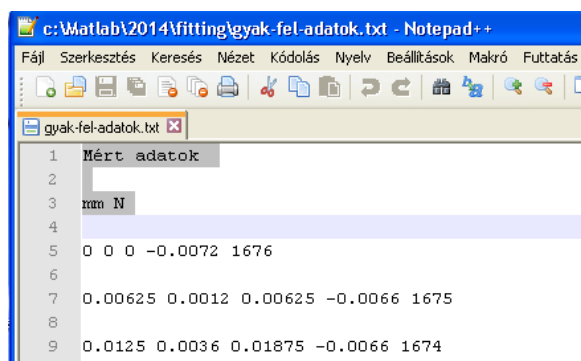 c:\Matlab\2014\fitting\gyak-fel-adatok.txt - Notepad++
Fájl Szerkesztés Keresés Nézet Kódolás Nyelv Beállítások Makró Futtatás
gyak-fel-adatok.txt
1 Mért adatok
2
3 mm N
4
5 0 0 0 -0.0072 1676
6
7 0.00625 0.0012 0.00625 -0.0066 1675
8
9 0.0125 0.0036 0.01875 -0.0066 1674